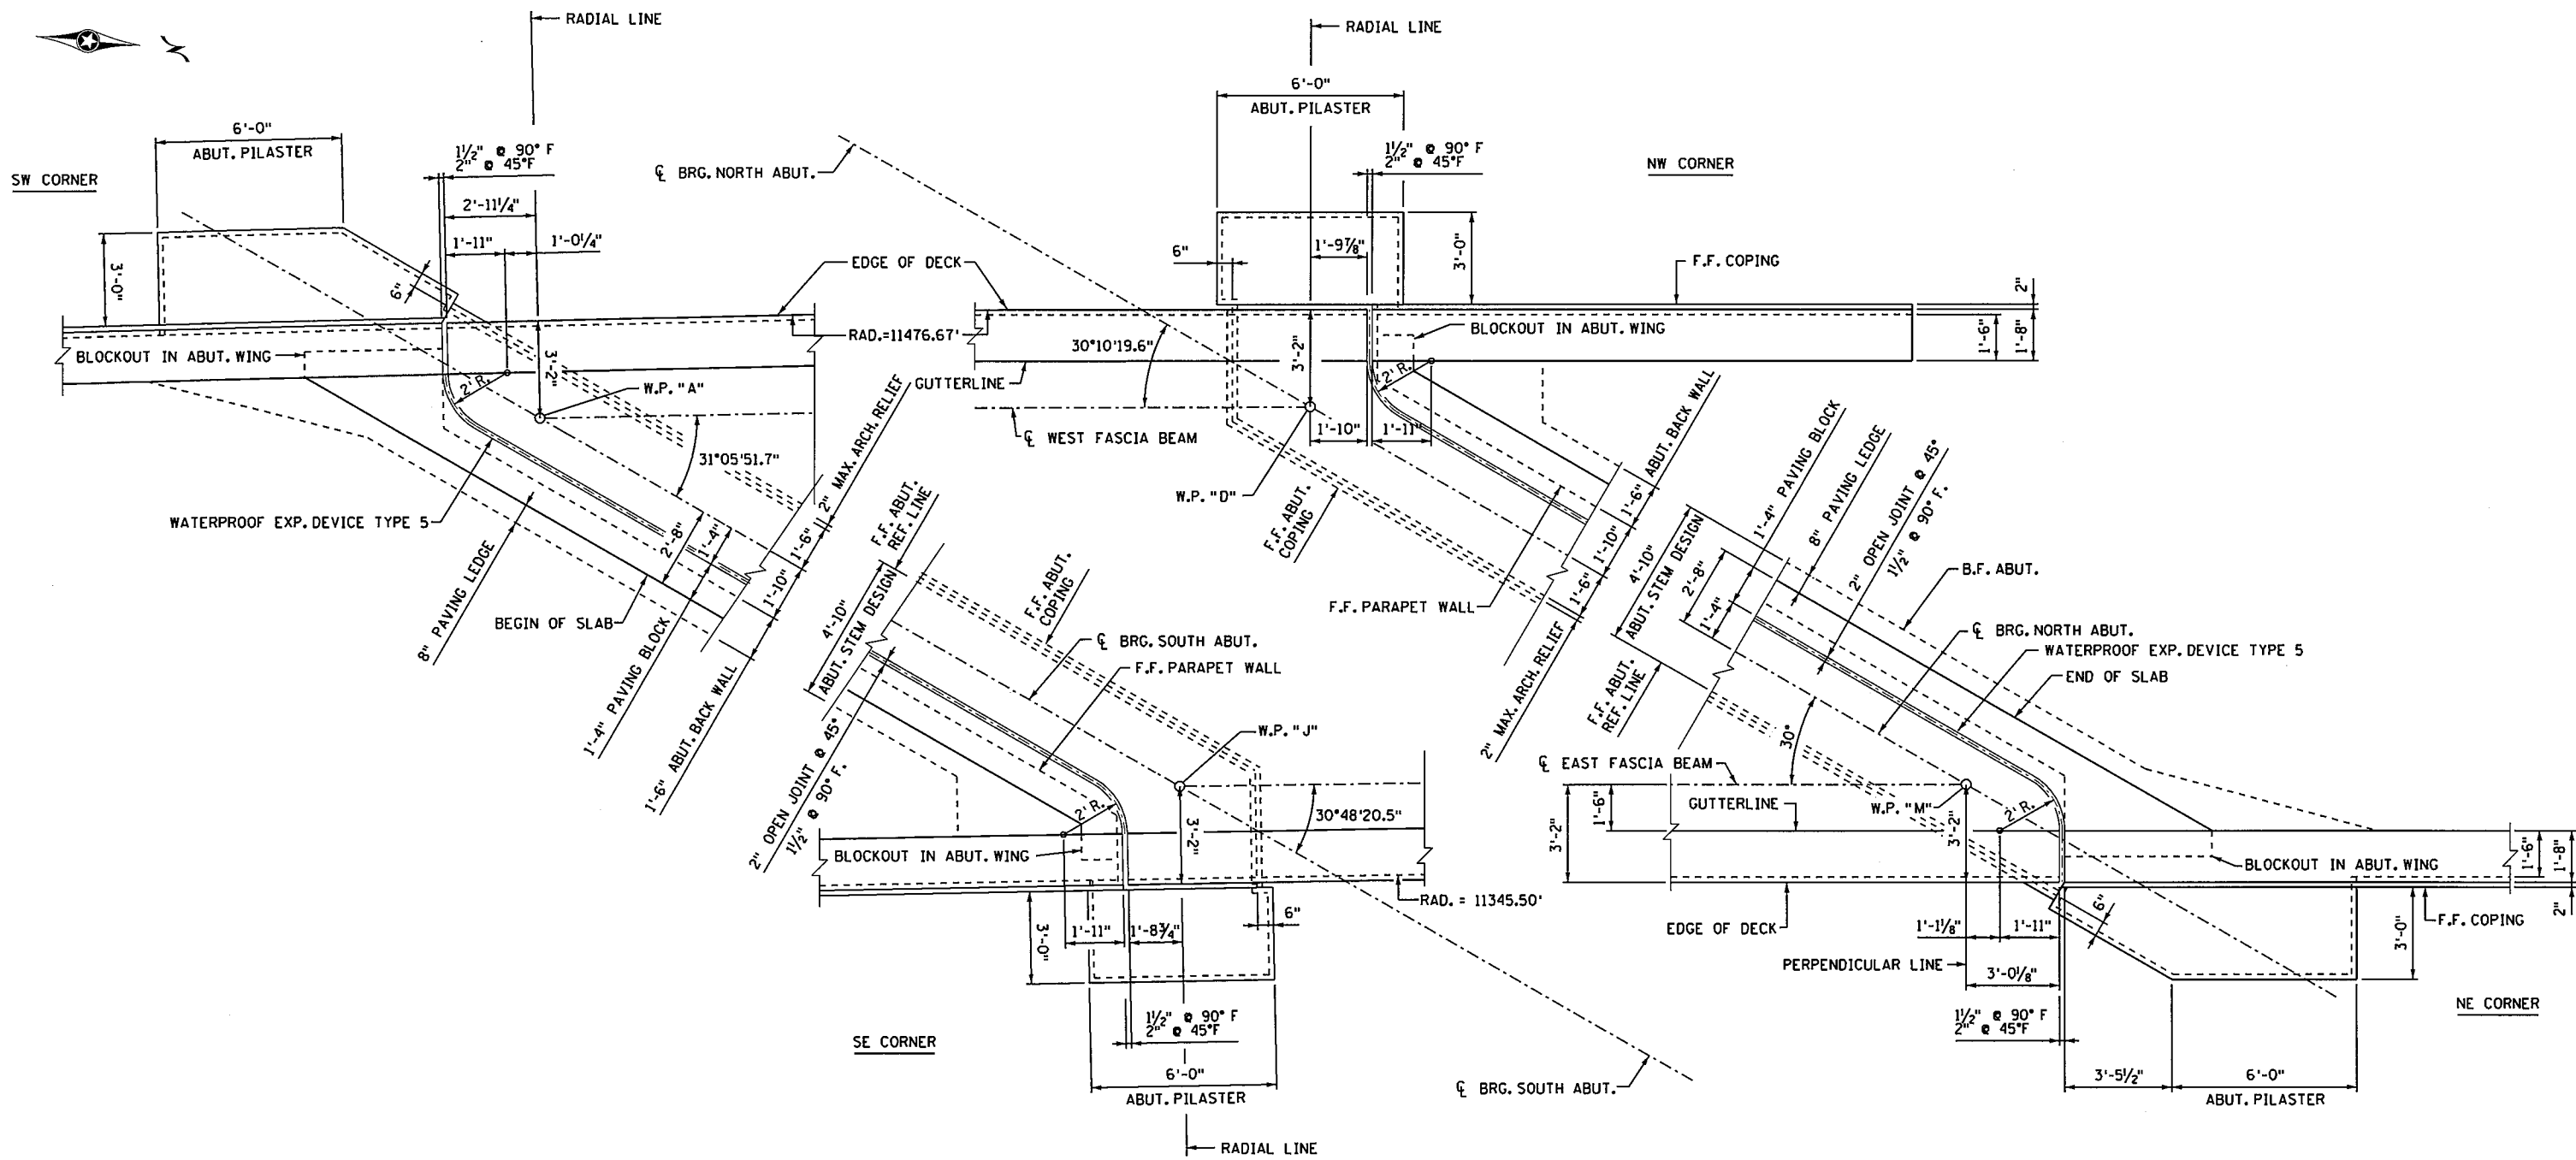 RADIAL LINE
6'-0"
ABUT. PILASTER
SW CORNER
1½" @ 90° F
2" @ 45°F
2'-11¼"
1'-11"
1'-0¼"
3'-0"
6"
EDGE OF DECK
BLOCKOUT IN ABUT. WING
3'-2"
2' R.
W.P. "A"
RAD.=11476.67'
31°05'51.7"
WATERPROOF EXP. DEVICE TYPE 5
8" PAVING LEDGE
BEGIN OF SLAB
2'-8"
1'-4"
1'-4" PAVING BLOCK
1'-6" ABUT. BACK WALL
1'-10"
1'-6"
2" MAX. ARCH. RELIEF
RADIAL LINE
6'-0"
ABUT. PILASTER
℄ BRG. NORTH ABUT.
1½" @ 90° F
2" @ 45°F
NW CORNER
6"
1'-9⅞"
3'-0"
F.F. COPING
2"
1'-6"
1'-8"
BLOCKOUT IN ABUT. WING
30°10'19.6"
3'-2"
2' R.
GUTTERLINE
℄ WEST FASCIA BEAM
1'-10"
1'-11"
W.P. "D"
F.F. ABUT.
COPING
F.F. PARAPET WALL
1'-6" ABUT. BACK WALL
1'-10"
1'-6"
2" MAX. ARCH. RELIEF
F.F. ABUT.
REF. LINE
4'-10"
ABUT. STEM DESIGN
F.F. ABUT.
COPING
℄ BRG. SOUTH ABUT.
F.F. PARAPET WALL
2" OPEN JOINT @ 45°
1½" @ 90° F.
W.P. "J"
2' R.
3'-2"
30°48'20.5"
BLOCKOUT IN ABUT. WING
RAD. = 11345.50'
3'-0"
1'-11"
1'-8¾"
6"
SE CORNER
1½" @ 90° F
2" @ 45°F
6'-0"
ABUT. PILASTER
RADIAL LINE
℄ BRG. SOUTH ABUT.
4'-10"
ABUT. STEM DESIGN
2'-8"
1'-4"
1'-4" PAVING BLOCK
8" PAVING LEDGE
2" OPEN JOINT @ 45°
1½" @ 90° F.
B.F. ABUT.
℄ BRG. NORTH ABUT.
WATERPROOF EXP. DEVICE TYPE 5
END OF SLAB
F.F. ABUT.
REF. LINE
30°
℄ EAST FASCIA BEAM
GUTTERLINE
W.P. "M"
2' R.
3'-2"
1'-6"
3'-2"
BLOCKOUT IN ABUT. WING
1'-6"
1'-8"
2"
EDGE OF DECK
1'-1⅛"
1'-11"
6"
3'-0"
F.F. COPING
PERPENDICULAR LINE
3'-0⅛"
1½" @ 90° F
2" @ 45°F
NE CORNER
3'-5½"
6'-0"
ABUT. PILASTER